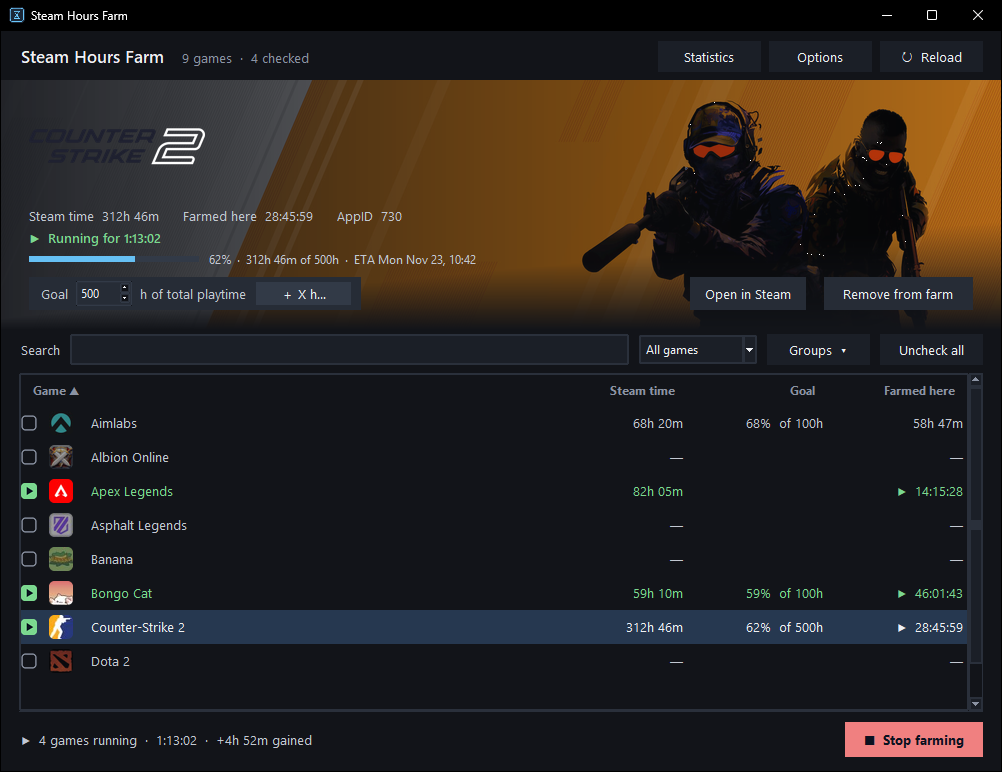 Steam Hours Farm
Steam Hours Farm 9 games · 4 checked Statistics Options Reload
COUNTER STRIKE 2
Steam time 312h 46m Farmed here 28:45:59 AppID 730
Running for 1:13:02
62% · 312h 46m of 500h · ETA Mon Nov 23, 10:42
Goal 500 h of total playtime + X h... Open in Steam Remove from farm
Search All games Groups Uncheck all
Game Steam time Goal Farmed here
Aimlabs 68h 20m 68% of 100h 58h 47m
Albion Online — —
Apex Legends 82h 05m 14:15:28
Asphalt Legends — —
Banana — —
Bongo Cat 59h 10m 59% of 100h 46:01:43
Counter-Strike 2 312h 46m 62% of 500h 28:45:59
Dota 2 — —
4 games running · 1:13:02 · +4h 52m gained Stop farming